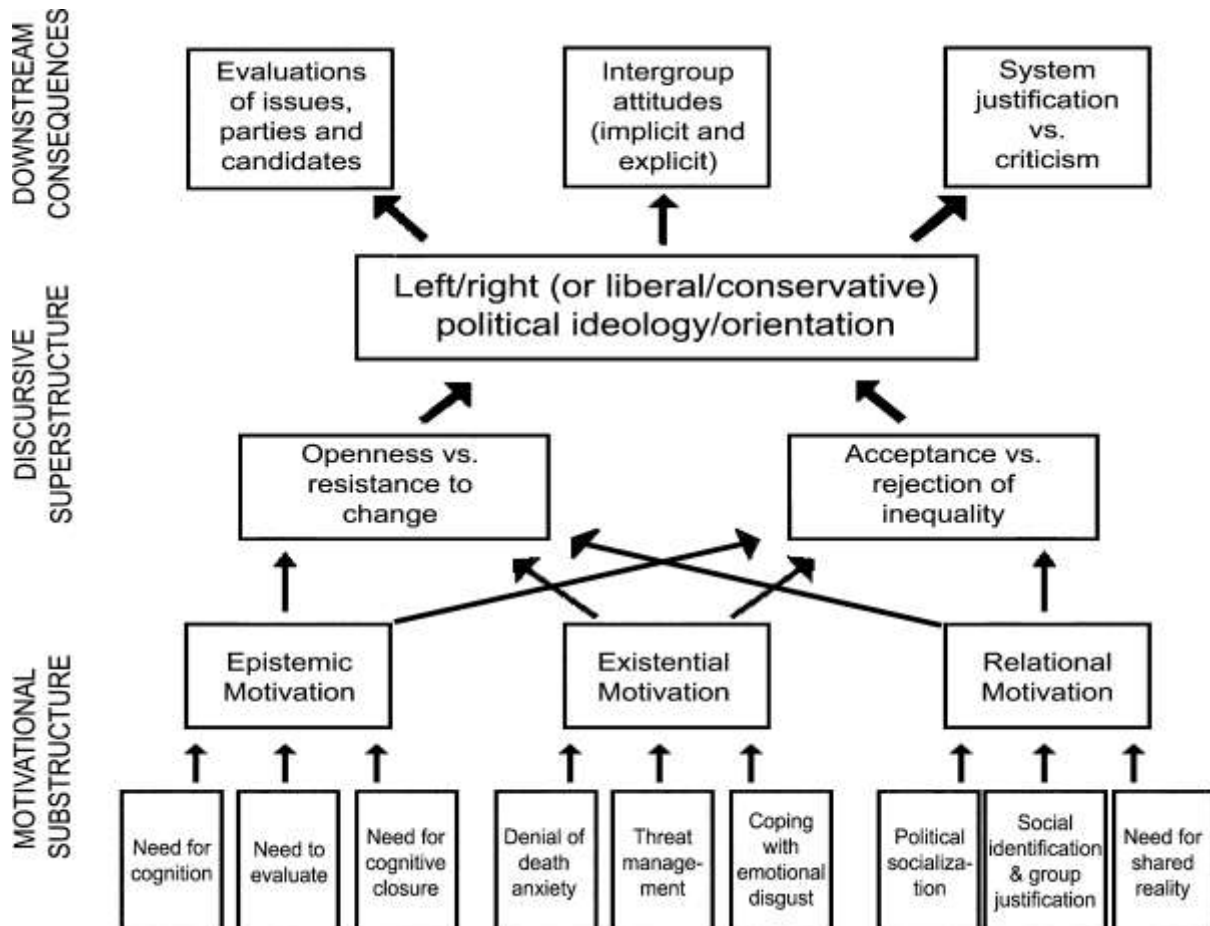 DOWNSTREAM
CONSEQUENCES
Evaluations
of issues,
parties and
candidates
Intergroup
attitudes
(implicit and
explicit)
System
justification
vs.
criticism
DISCURSIVE
SUPERSTRUCTURE
Left/right (or liberal/conservative)
political ideology/orientation
Openness vs.
resistance to
change
Acceptance vs.
rejection of
inequality
MOTIVATIONAL
SUBSTRUCTURE
Epistemic
Motivation
Existential
Motivation
Relational
Motivation
Need for
cognition
Need to
evaluate
Need for
cognitive
closure
Denial of
death
anxiety
Threat
manage-
ment
Coping
with
emotional
disgust
Political
socializa-
tion
Social
identification
& group
justification
Need for
shared
reality